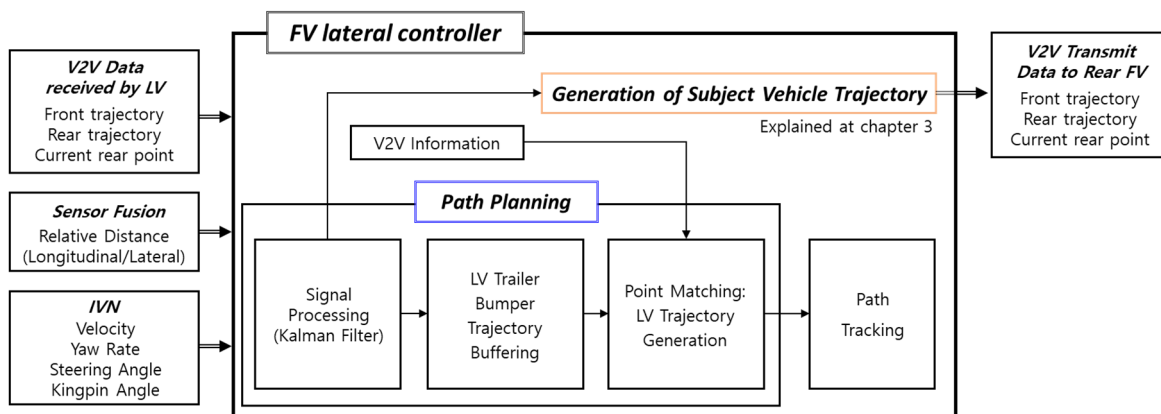 FV lateral controller
V2V Data
received by LV
Front trajectory
Rear trajectory
Current rear point
Sensor Fusion
Relative Distance
(Longitudinal/Lateral)
IVN
Velocity
Yaw Rate
Steering Angle
Kingpin Angle
Generation of Subject Vehicle Trajectory
Explained at chapter 3
V2V Information
Path Planning
Signal
Processing
(Kalman Filter)
LV Trailer
Bumper
Trajectory
Buffering
Point Matching:
LV Trajectory
Generation
Path
Tracking
V2V Transmit
Data to Rear FV
Front trajectory
Rear trajectory
Current rear point